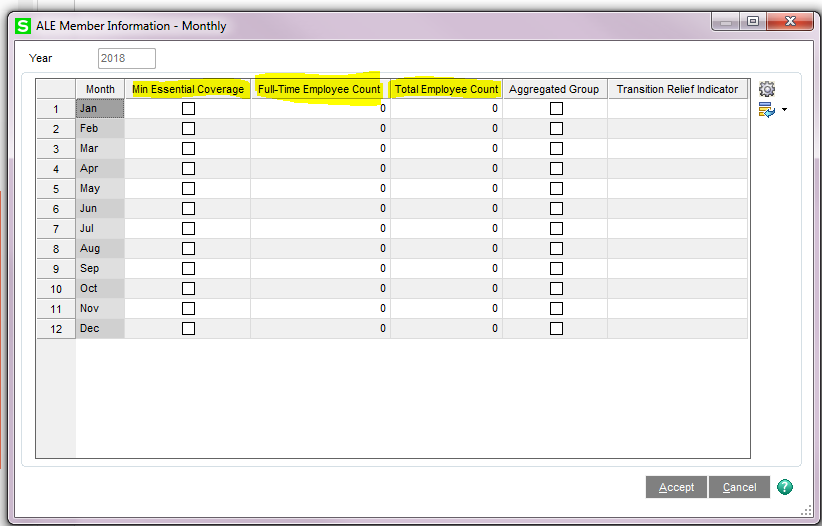 S ALE Member Information - Monthly
Year 2018
Month Min Essential Coverage Full-Time Employee Count Total Employee Count Aggregated Group Transition Relief Indicator
1 Jan 0 0
2 Feb 0 0
3 Mar 0 0
4 Apr 0 0
5 May 0 0
6 Jun 0 0
7 Jul 0 0
8 Aug 0 0
9 Sep 0 0
10 Oct 0 0
11 Nov 0 0
12 Dec 0 0
Accept Cancel ?